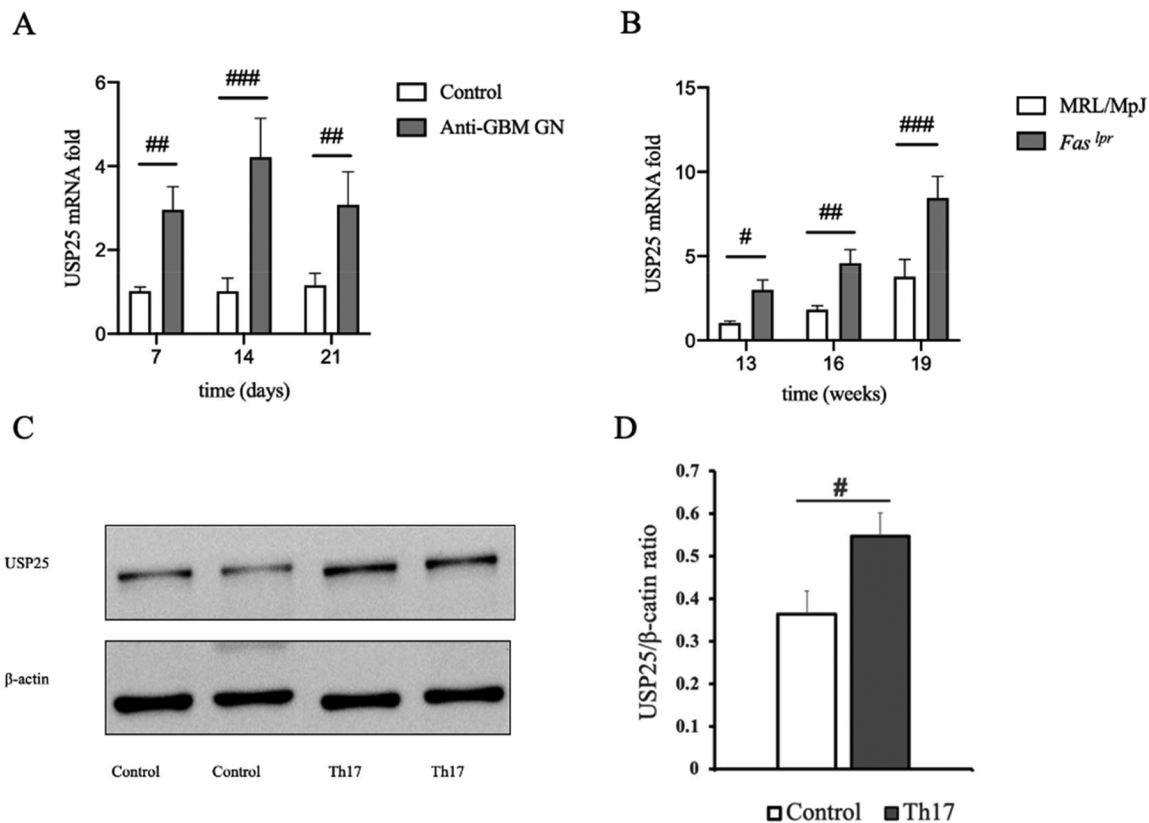 A
USP25 mRNA fold
6
4
2
0
##
###
##
7
14
21
time (days)
Control
Anti-GBM GN
B
USP25 mRNA fold
15
10
5
0
#
##
###
13
16
19
time (weeks)
MRL/MpJ
Fas lpr
C
USP25
β-actin
Control
Control
Th17
Th17
D
USP25/β-catin ratio
0.7
0.6
0.5
0.4
0.3
0.2
0.1
0
#
Control
Th17